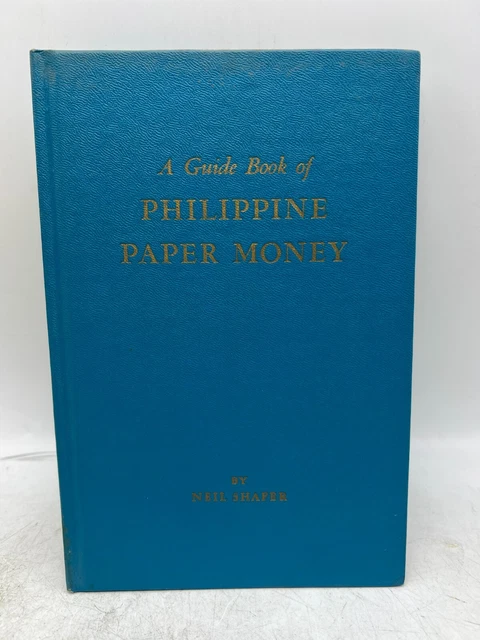 A Guide Book of
PHILIPPINE
PAPER MONEY
BY
NEIL SHAFER